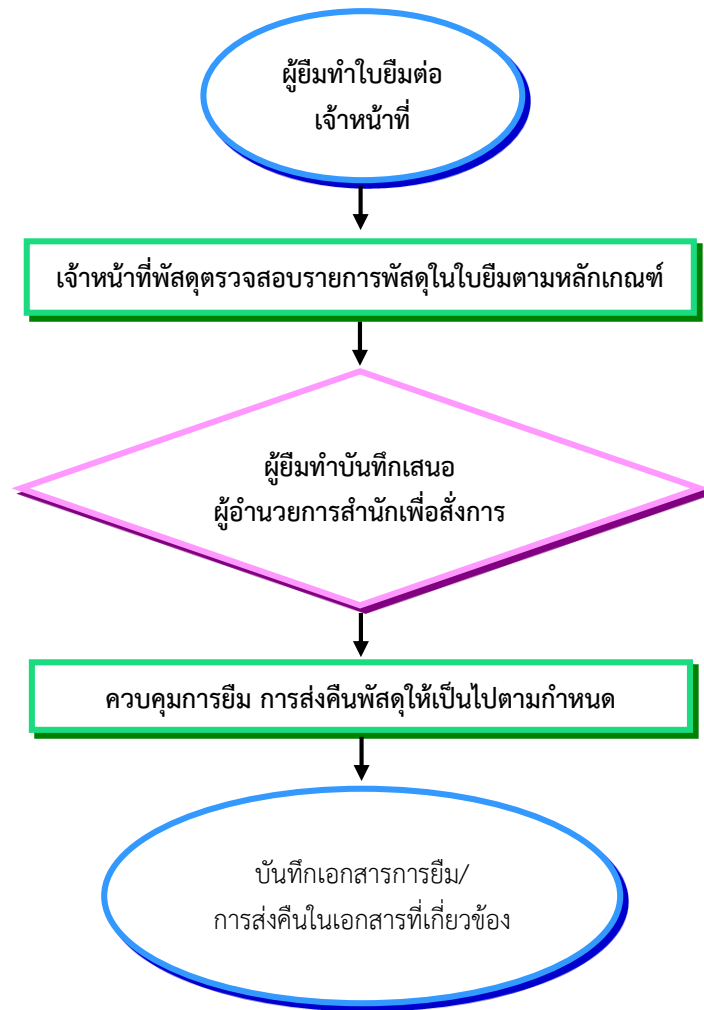 ผู้ยืมทำใบยืมต่อ
เจ้าหน้าที่
เจ้าหน้าที่พัสดุตรวจสอบรายการพัสดุในใบยืมตามหลักเกณฑ์
ผู้ยืมทำบันทึกเสนอ
ผู้อำนวยการสำนักเพื่อสั่งการ
ควบคุมการยืม การส่งคืนพัสดุให้เป็นไปตามกำหนด
บันทึกเอกสารการยืม/
การส่งคืนในเอกสารที่เกี่ยวข้อง